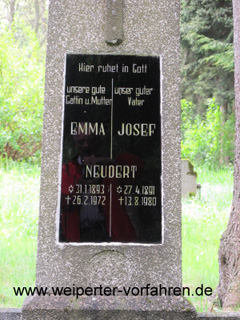 Hier ruhet in Gott
unsere gute
Gattin u. Mutter
unser guter
Vater
EMMA
JOSEF
NEUDERT
✡31.1.1893
✝26.2.1972
✡27.4.1891
✝13.8.1980
www.weiperter-vorfahren.de